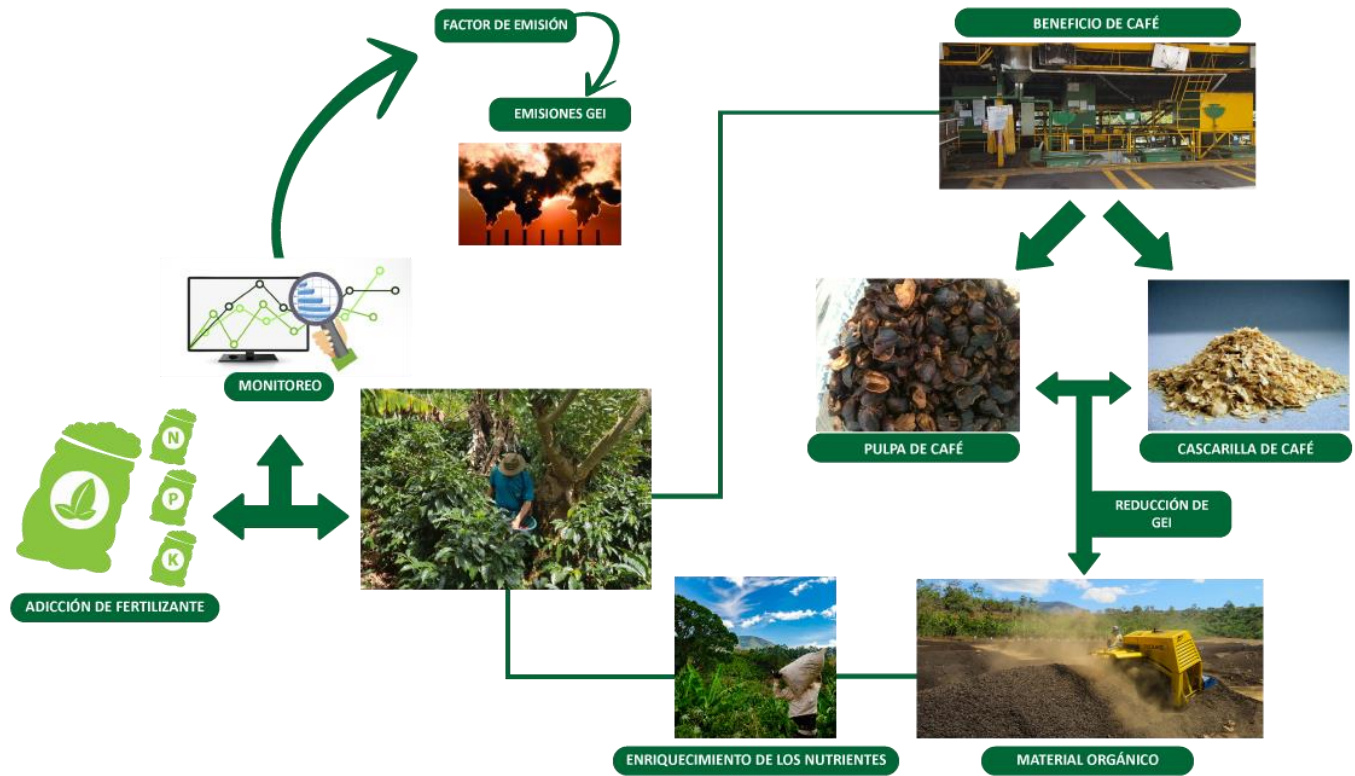 FACTOR DE EMISIÓN
BENEFICIO DE CAFÉ
EMISIONES GEI
MONITOREO
N
P
K
PULPA DE CAFÉ
CASCARILLA DE CAFÉ
REDUCCIÓN DE
GEI
ADICCIÓN DE FERTILIZANTE
ENRIQUECIMIENTO DE LOS NUTRIENTES
MATERIAL ORGÁNICO